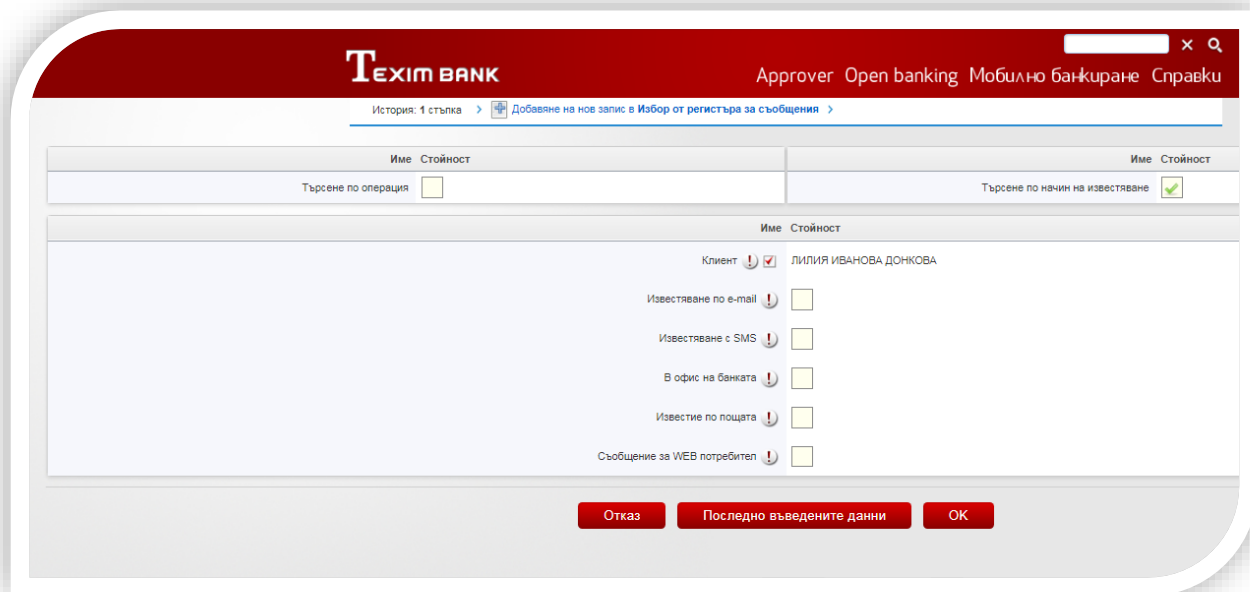 TEXIM BANK
Approver Open banking Мобилно банкиране Справки
История: 1 стъпка > Добавяне на нов запис в Избор от регистъра за съобщения >
Име Стойност Име Стойност
Търсене по операция Търсене по начин на известяване
Име Стойност
Клиент ЛИЛИЯ ИВАНОВА ДОНКОВА
Известяване по e-mail
Известяване с SMS
В офис на банката
Известие по пощата
Съобщение за WEB потребител
Отказ Последно въведените данни OK